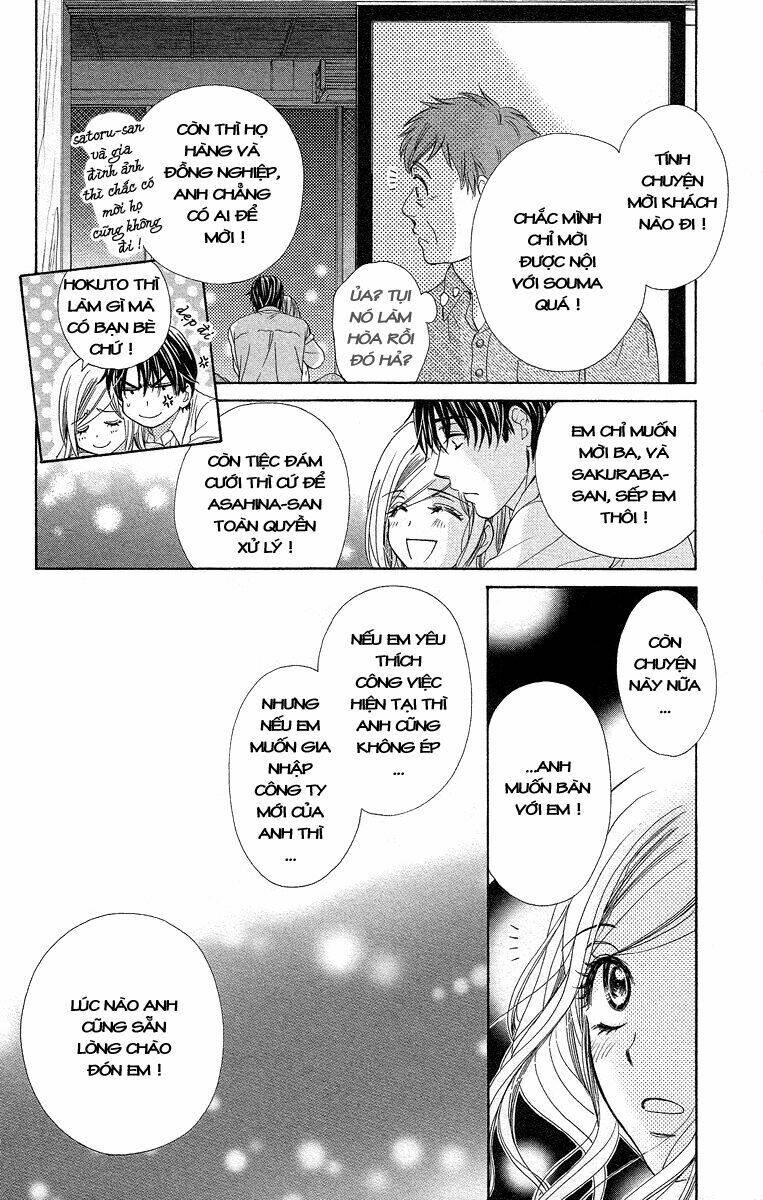 TÍNH
CHUYỆN
MỜI KHÁCH
NÀO ĐI !
CHẮC MÌNH
CHỈ MỜI
ĐƯỢC NỘI
VỚI SOUMA
QUÁ !
CÒN THÌ HỌ
HÀNG VÀ
ĐỒNG NGHIỆP,
ANH CHẲNG
CÓ AI ĐỂ
MỜI !
satoru-san
và gia
đình ảnh
thì chắc có
mời họ
cũng không
đi !
ỦA? TỤI
NÓ LÀM
HÒA RỒI
ĐÓ HẢ?
HOKUTO THÌ
LÀM GÌ MÀ
CÓ BẠN BÈ
CHỨ !
dẹp đi
EM CHỈ MUỐN
MỜI BA, VÀ
SAKURABA-
SAN, SẾP EM
THÔI !
CÒN TIỆC ĐÁM
CƯỚI THÌ CỨ ĐỂ
ASAHINA-SAN
TOÀN QUYỀN
XỬ LÝ !
CÒN
CHUYỆN
NÀY NỮA
...
...ANH
MUỐN BÀN
VỚI EM !
NẾU EM YÊU
THÍCH
CÔNG VIỆC
HIỆN TẠI THÌ
ANH CŨNG
KHÔNG ÉP
...
NHƯNG
NẾU EM
MUỐN GIA
NHẬP
CÔNG TY
MỚI CỦA
ANH THÌ
...
LÚC NÀO ANH
CŨNG SẴN
LÒNG CHÀO
ĐÓN EM !